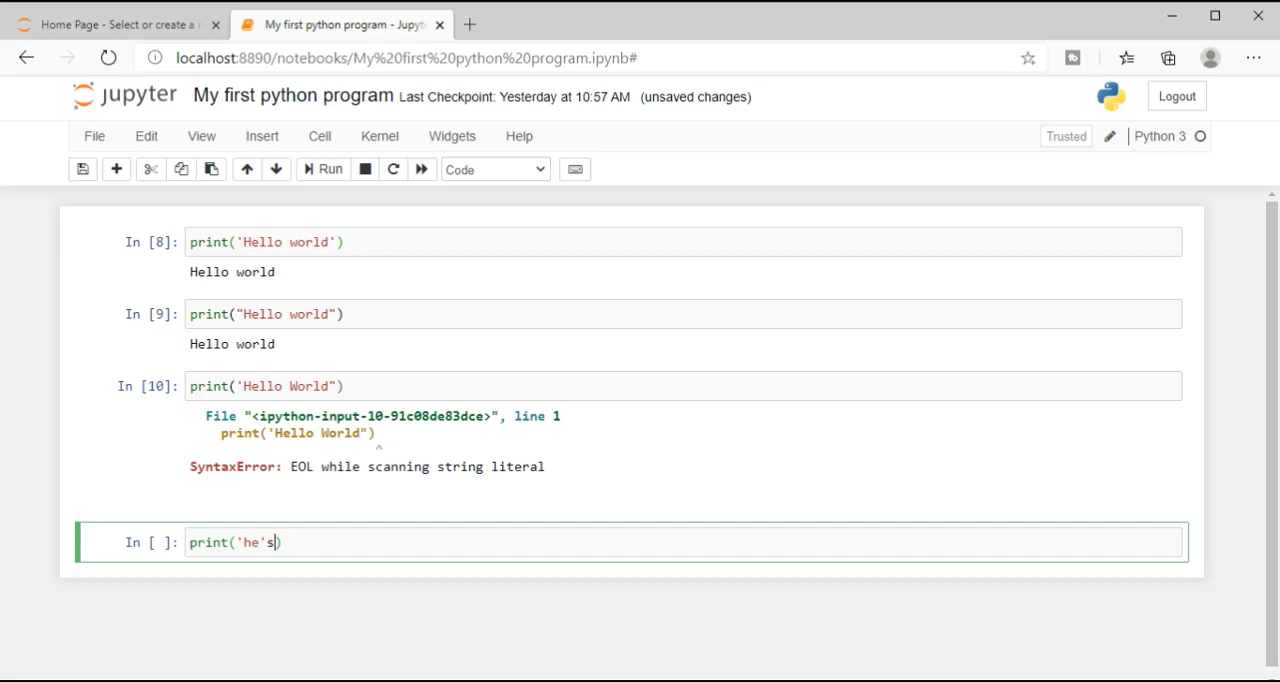 Home Page - Select or create a n
My first python program - Jupyte
localhost:8890/notebooks/My%20first%20python%20program.ipynb#
jupyter My first python program Last Checkpoint: Yesterday at 10:57 AM (unsaved changes)
Logout
File Edit View Insert Cell Kernel Widgets Help
Trusted Python 3
Run Code
In [8]: print('Hello world')
Hello world
In [9]: print("Hello world")
Hello world
In [10]: print('Hello World")
File "<ipython-input-10-91c08de83dce>", line 1
print('Hello World")
^
SyntaxError: EOL while scanning string literal
In [ ]: print('he's)